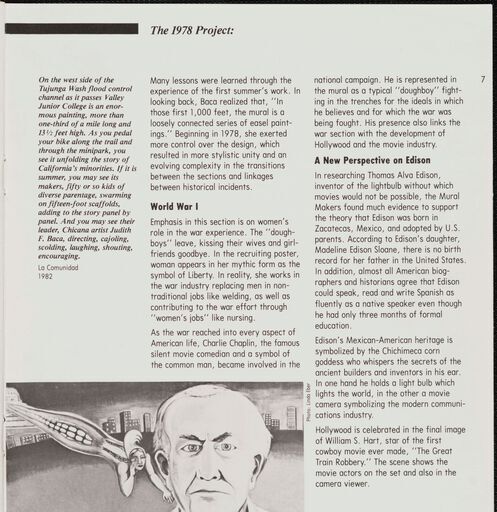 The 1978 Project:
On the west side of the
Tujunga Wash flood control
channel as it passes Valley
Junior College is an enor-
mous painting, more than
one-third of a mile long and
13½ feet high. As you pedal
your bike along the trail and
through the minipark, you
see it unfolding the story of
California's minorities. If it is
summer, you may see its
makers, fifty or so kids of
diverse parentage, swarming
on fifteen-foot scaffolds,
adding to the story panel by
panel. And you may see their
leader, Chicana artist Judith
F. Baca, directing, cajoling,
scolding, laughing, shouting,
encouraging.
La Comunidad
1982
Many lessons were learned through the
experience of the first summer's work. In
looking back, Baca realized that, "In
those first 1,000 feet, the mural is a
loosely connected series of easel paint-
ings." Beginning in 1978, she exerted
more control over the design, which
resulted in more stylistic unity and an
evolving complexity in the transitions
between the sections and linkages
between historical incidents.
World War I
Emphasis in this section is on women's
role in the war experience. The "dough-
boys" leave, kissing their wives and girl-
friends goodbye. In the recruiting poster,
woman appears in her mythic form as the
symbol of Liberty. In reality, she works in
the war industry replacing men in non-
traditional jobs like welding, as well as
contributing to the war effort through
"women's jobs" like nursing.
As the war reached into every aspect of
American life, Charlie Chaplin, the famous
silent movie comedian and a symbol of
the common man, became involved in the
national campaign. He is represented in
the mural as a typical "doughboy" fight-
ing in the trenches for the ideals in which
he believes and for which the war was
being fought. His presence also links the
war section with the development of
Hollywood and the movie industry.
A New Perspective on Edison
In researching Thomas Alva Edison,
inventor of the lightbulb without which
movies would not be possible, the Mural
Makers found much evidence to support
the theory that Edison was born in
Zacatecas, Mexico, and adopted by U.S.
parents. According to Edison's daughter,
Madeline Edison Sloane, there is no birth
record for her father in the United States.
In addition, almost all American biog-
raphers and historians agree that Edison
could speak, read and write Spanish as
fluently as a native speaker even though
he had only three months of formal
education.
Edison's Mexican-American heritage is
symbolized by the Chichimeca corn
goddess who whispers the secrets of the
ancient builders and inventors in his ear.
In one hand he holds a light bulb which
lights the world, in the other a movie
camera symbolizing the modern communi-
cations industry.
Hollywood is celebrated in the final image
of William S. Hart, star of the first
cowboy movie ever made, "The Great
Train Robbery." The scene shows the
movie actors on the set and also in the
camera viewer.
7
Photo: Linda Eber